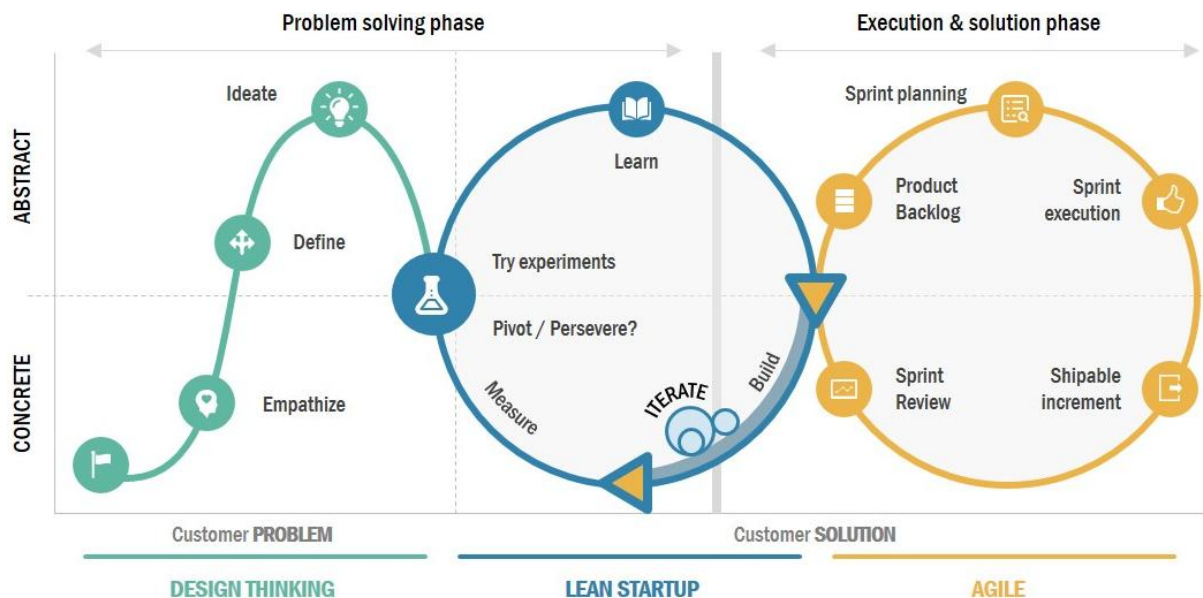 Problem solving phase
Execution & solution phase
ABSTRACT
CONCRETE
Ideate
Define
Empathize
Learn
Try experiments
Pivot / Persevere?
Measure
ITERATE
Build
Sprint planning
Product
Backlog
Sprint
execution
Sprint
Review
Shipable
increment
Customer PROBLEM
Customer SOLUTION
DESIGN THINKING
LEAN STARTUP
AGILE